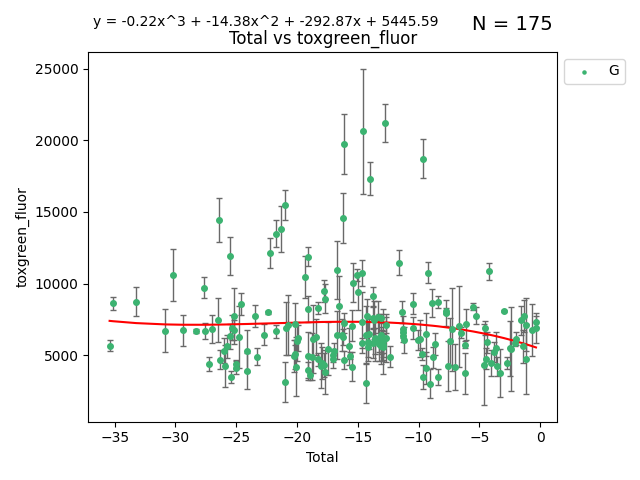 y = -0.22x^3 + -14.38x^2 + -292.87x + 5445.59
N = 175
Total vs toxgreen_fluor
G
25000
20000
15000
10000
5000
toxgreen_fluor
−35 −30 −25 −20 −15 −10 −5 0
Total